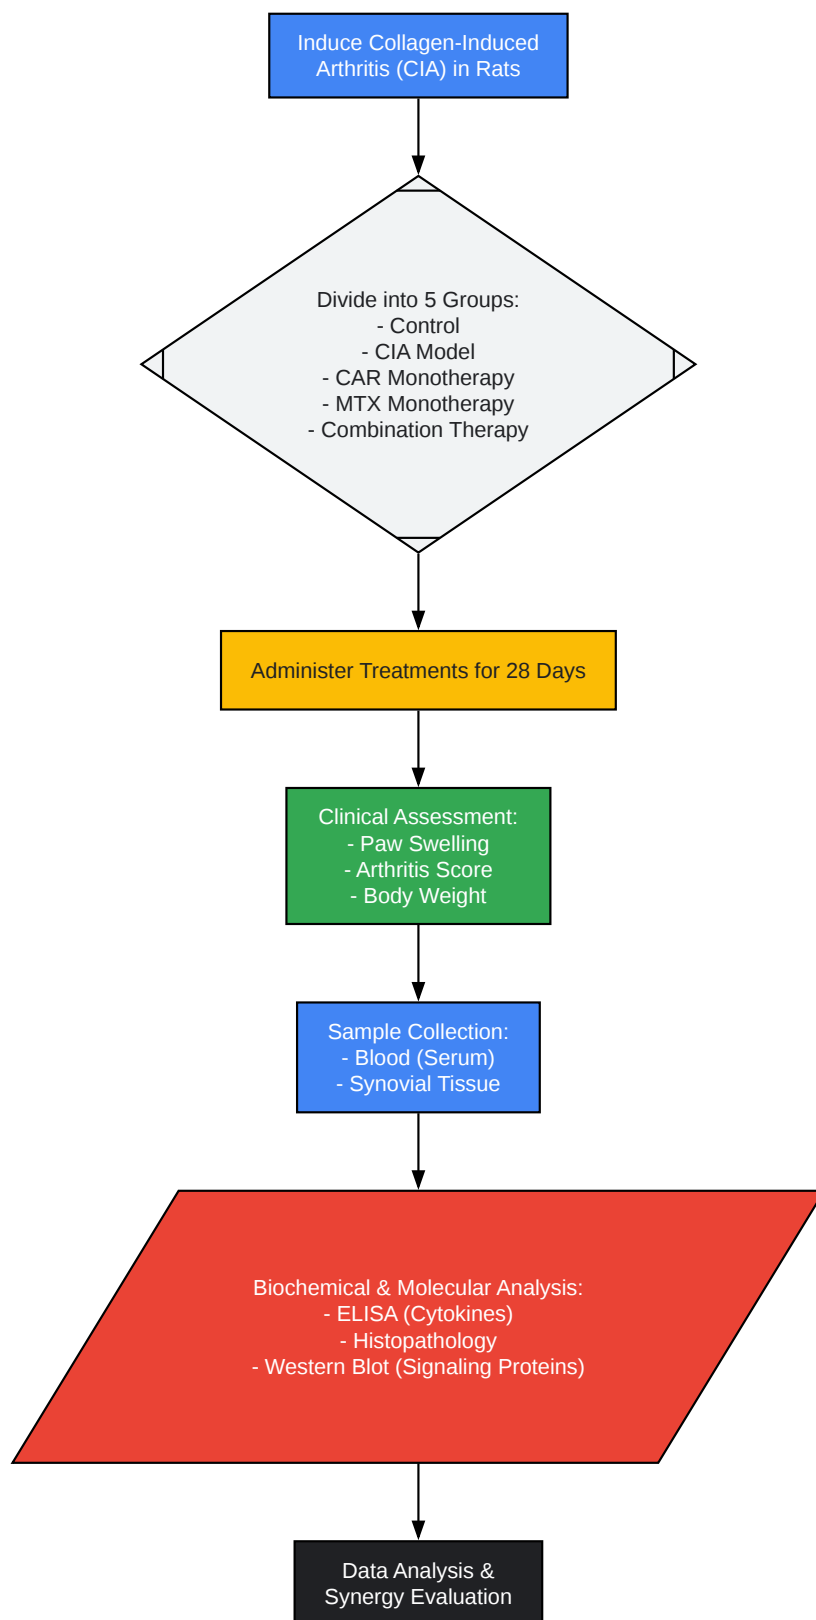 Induce Collagen-Induced
Arthritis (CIA) in Rats
Divide into 5 Groups:
- Control
- CIA Model
- CAR Monotherapy
- MTX Monotherapy
- Combination Therapy
Administer Treatments for 28 Days
Clinical Assessment:
- Paw Swelling
- Arthritis Score
- Body Weight
Sample Collection:
- Blood (Serum)
- Synovial Tissue
Biochemical & Molecular Analysis:
- ELISA (Cytokines)
- Histopathology
- Western Blot (Signaling Proteins)
Data Analysis &
Synergy Evaluation